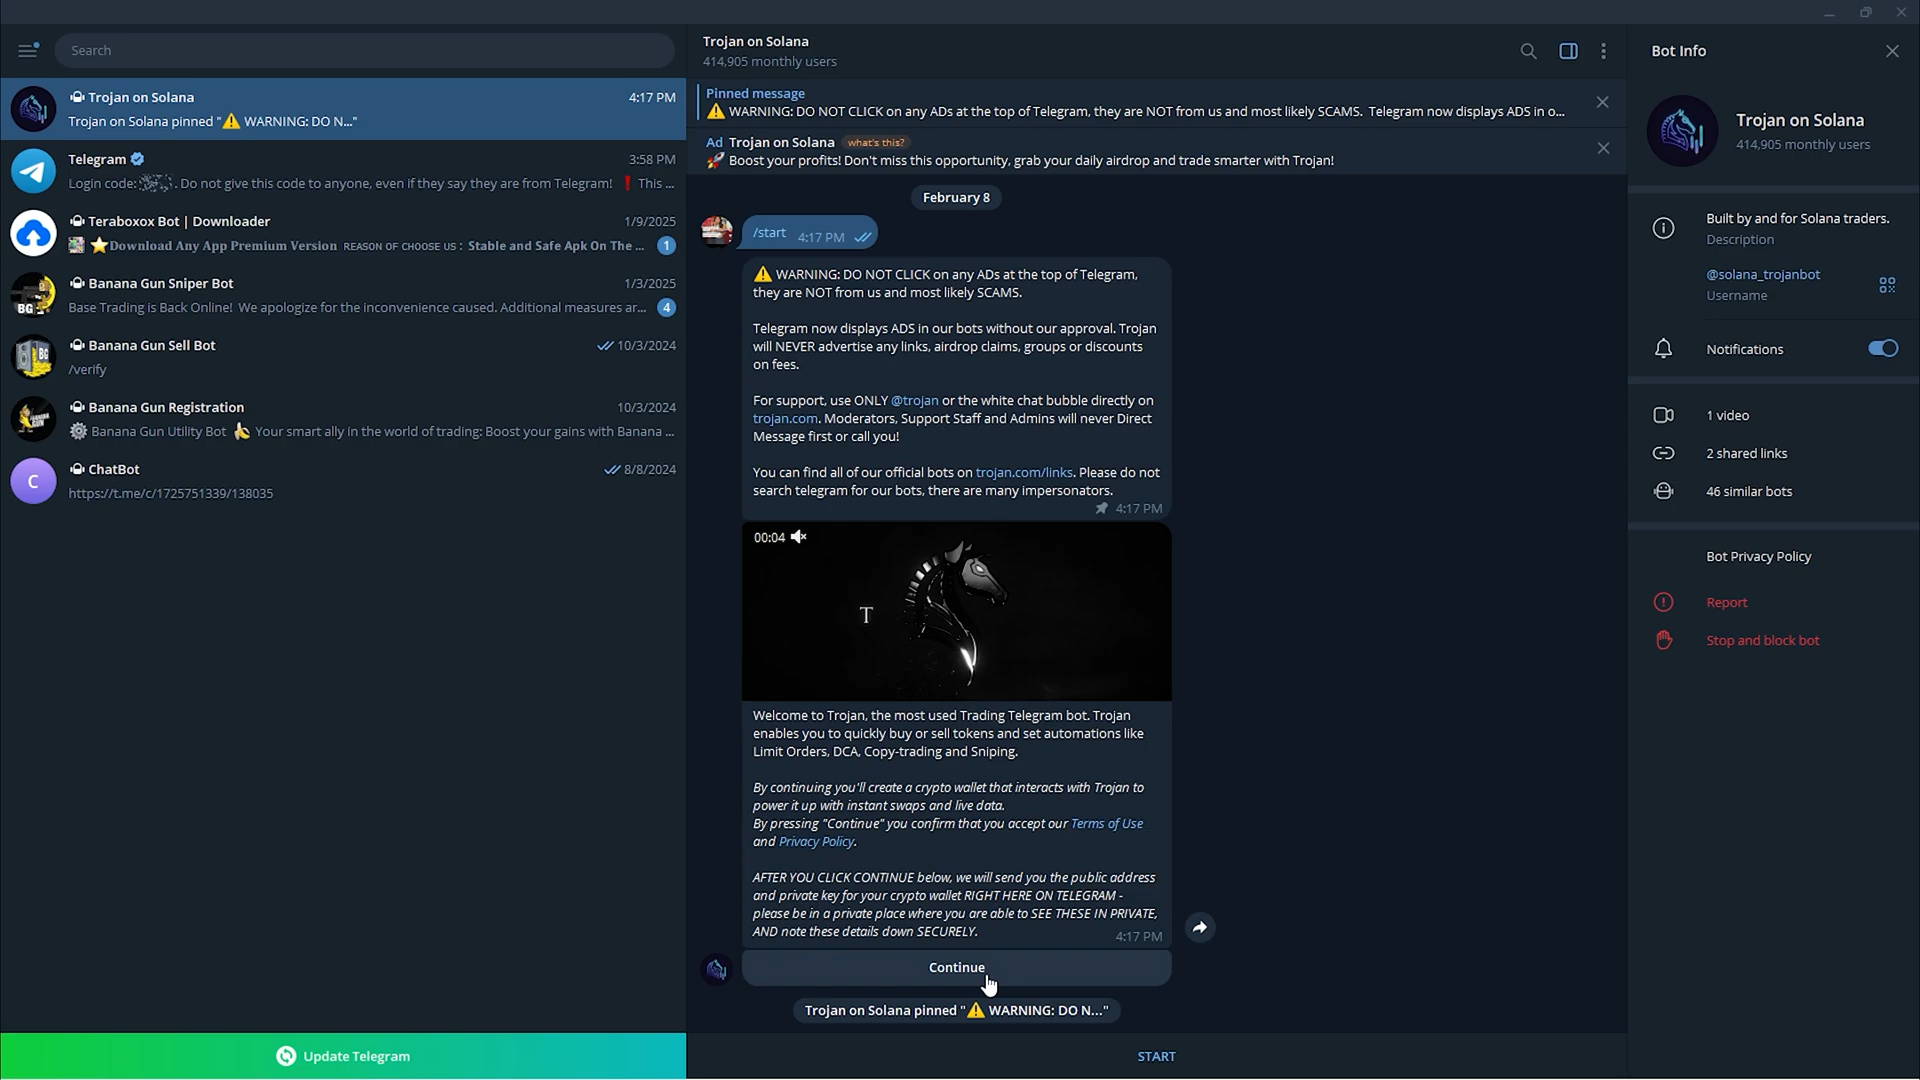 Search
Trojan on Solana
4:17 PM
Trojan on Solana pinned "⚠ WARNING: DO N..."
Telegram
3:58 PM
Login code: . Do not give this code to anyone, even if they say they are from Telegram! ❗ This ...
Teraboxox Bot | Downloader
1/9/2025
⭐Download Any App Premium Version REASON OF CHOOSE US : Stable and Safe Apk On The ...
1
Banana Gun Sniper Bot
1/3/2025
Base Trading is Back Online! We apologize for the inconvenience caused. Additional measures ar...
4
BG
Banana Gun Sell Bot
10/3/2024
/verify
BG
Banana Gun Registration
10/3/2024
Banana Gun Utility Bot 🍌 Your smart ally in the world of trading: Boost your gains with Banana ...
C
ChatBot
8/8/2024
https://t.me/c/1725751339/138035
Update Telegram
Trojan on Solana
414,905 monthly users
Pinned message
⚠ WARNING: DO NOT CLICK on any ADs at the top of Telegram, they are NOT from us and most likely SCAMS. Telegram now displays ADS in o...
Ad Trojan on Solana what's this?
🚀 Boost your profits! Don't miss this opportunity, grab your daily airdrop and trade smarter with Trojan!
February 8
/start 4:17 PM
⚠ WARNING: DO NOT CLICK on any ADs at the top of Telegram,
they are NOT from us and most likely SCAMS.
Telegram now displays ADS in our bots without our approval. Trojan
will NEVER advertise any links, airdrop claims, groups or discounts
on fees.
For support, use ONLY @trojan or the white chat bubble directly on
trojan.com. Moderators, Support Staff and Admins will never Direct
Message first or call you!
You can find all of our official bots on trojan.com/links. Please do not
search telegram for our bots, there are many impersonators.
4:17 PM
00:04
T
Welcome to Trojan, the most used Trading Telegram bot. Trojan
enables you to quickly buy or sell tokens and set automations like
Limit Orders, DCA, Copy-trading and Sniping.
By continuing you'll create a crypto wallet that interacts with Trojan to
power it up with instant swaps and live data.
By pressing "Continue" you confirm that you accept our Terms of Use
and Privacy Policy.
AFTER YOU CLICK CONTINUE below, we will send you the public address
and private key for your crypto wallet RIGHT HERE ON TELEGRAM -
please be in a private place where you are able to SEE THESE IN PRIVATE,
AND note these details down SECURELY.
4:17 PM
Continue
Trojan on Solana pinned "⚠ WARNING: DO N..."
START
Bot Info
Trojan on Solana
414,905 monthly users
Built by and for Solana traders.
Description
@solana_trojanbot
Username
Notifications
1 video
2 shared links
46 similar bots
Bot Privacy Policy
Report
Stop and block bot